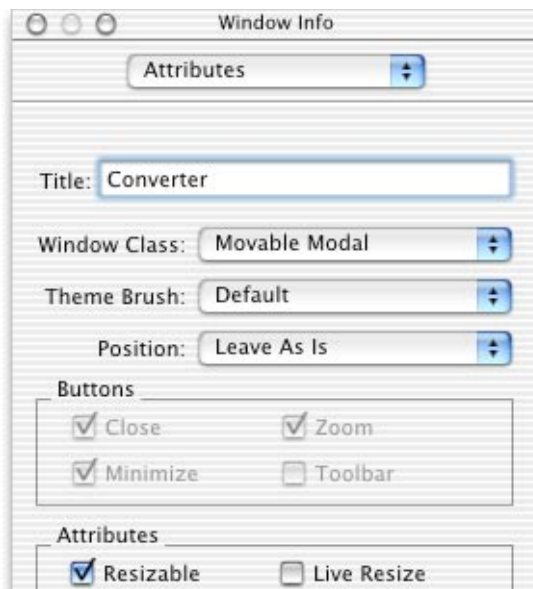 Window Info
Attributes
Title: Converter
Window Class: Movable Modal
Theme Brush: Default
Position: Leave As Is
Buttons
Close Zoom
Minimize Toolbar
Attributes
Resizable Live Resize